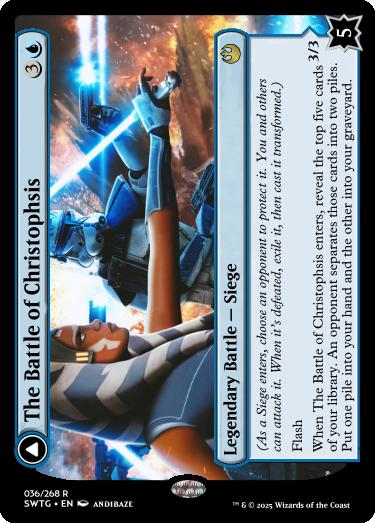 The Battle of Christophsis
3
Legendary Battle – Siege
(As a Siege enters, choose an opponent to protect it. You and others
can attack it. When it's defeated, exile it, then cast it transformed.)
Flash
When The Battle of Christophsis enters, reveal the top five cards
of your library. An opponent separates those cards into two piles.
Put one pile into your hand and the other into your graveyard.
3/3
5
036/268 R
SWTG • EN ANDIBAZE
™ & © 2025 Wizards of the Coast